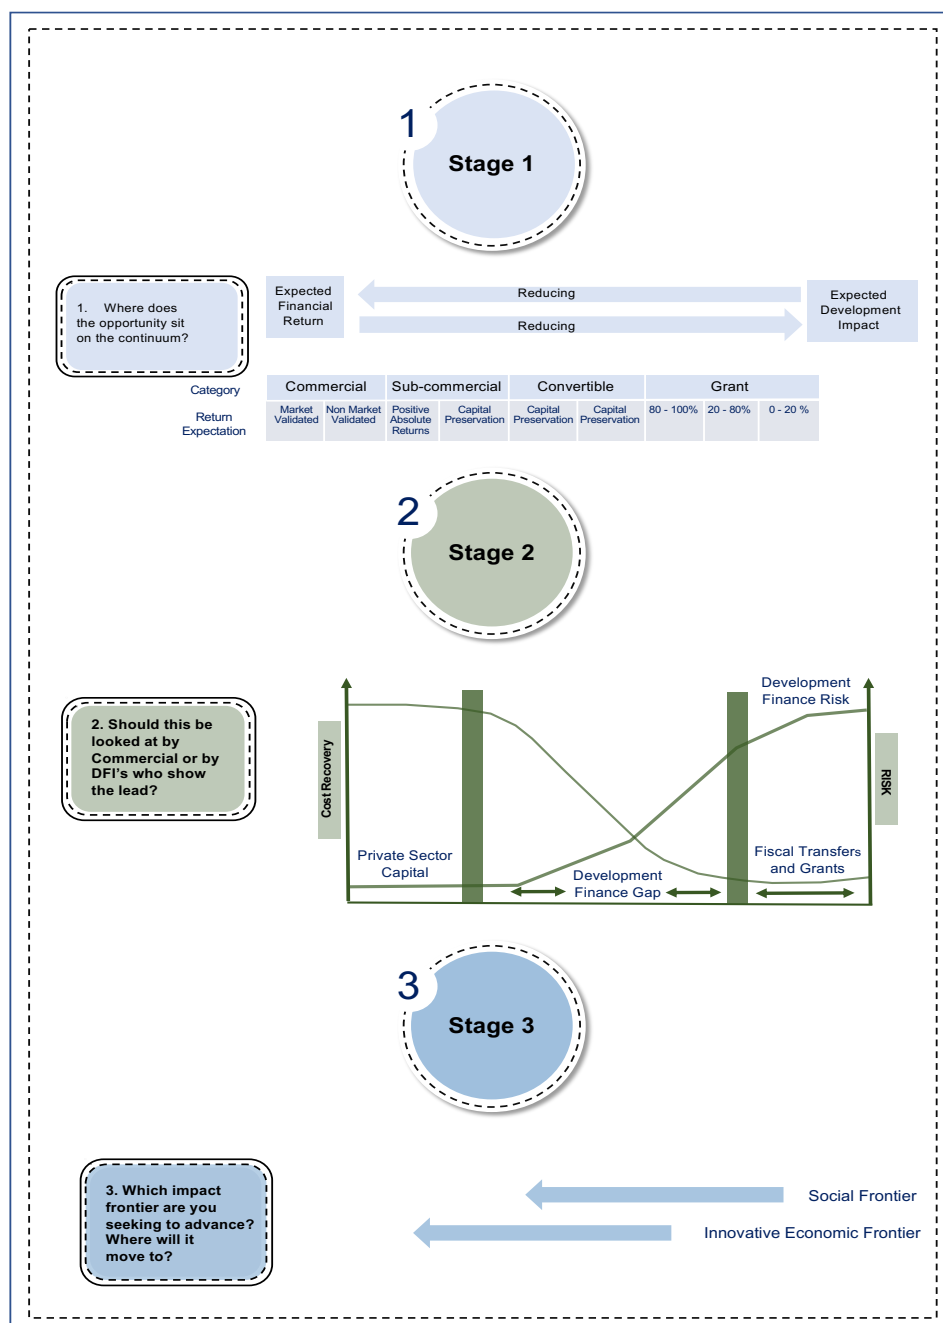 1
Stage 1
1. Where does
the opportunity sit
on the continuum?
Expected
Financial
Return
Reducing
Reducing
Expected
Development
Impact
Category
Commercial
Sub-commercial
Convertible
Grant
Return
Expectation
Market
Validated
Non Market
Validated
Positive
Absolute
Returns
Capital
Preservation
Capital
Preservation
Capital
Preservation
80 - 100%
20 - 80%
0 - 20 %
2
Stage 2
2. Should this be
looked at by
Commercial or by
DFI's who show
the lead?
Cost Recovery
Private Sector
Capital
Development
Finance Gap
Development
Finance Risk
Fiscal Transfers
and Grants
RISK
3
Stage 3
3. Which impact
frontier are you
seeking to advance?
Where will it
move to?
Social Frontier
Innovative Economic Frontier